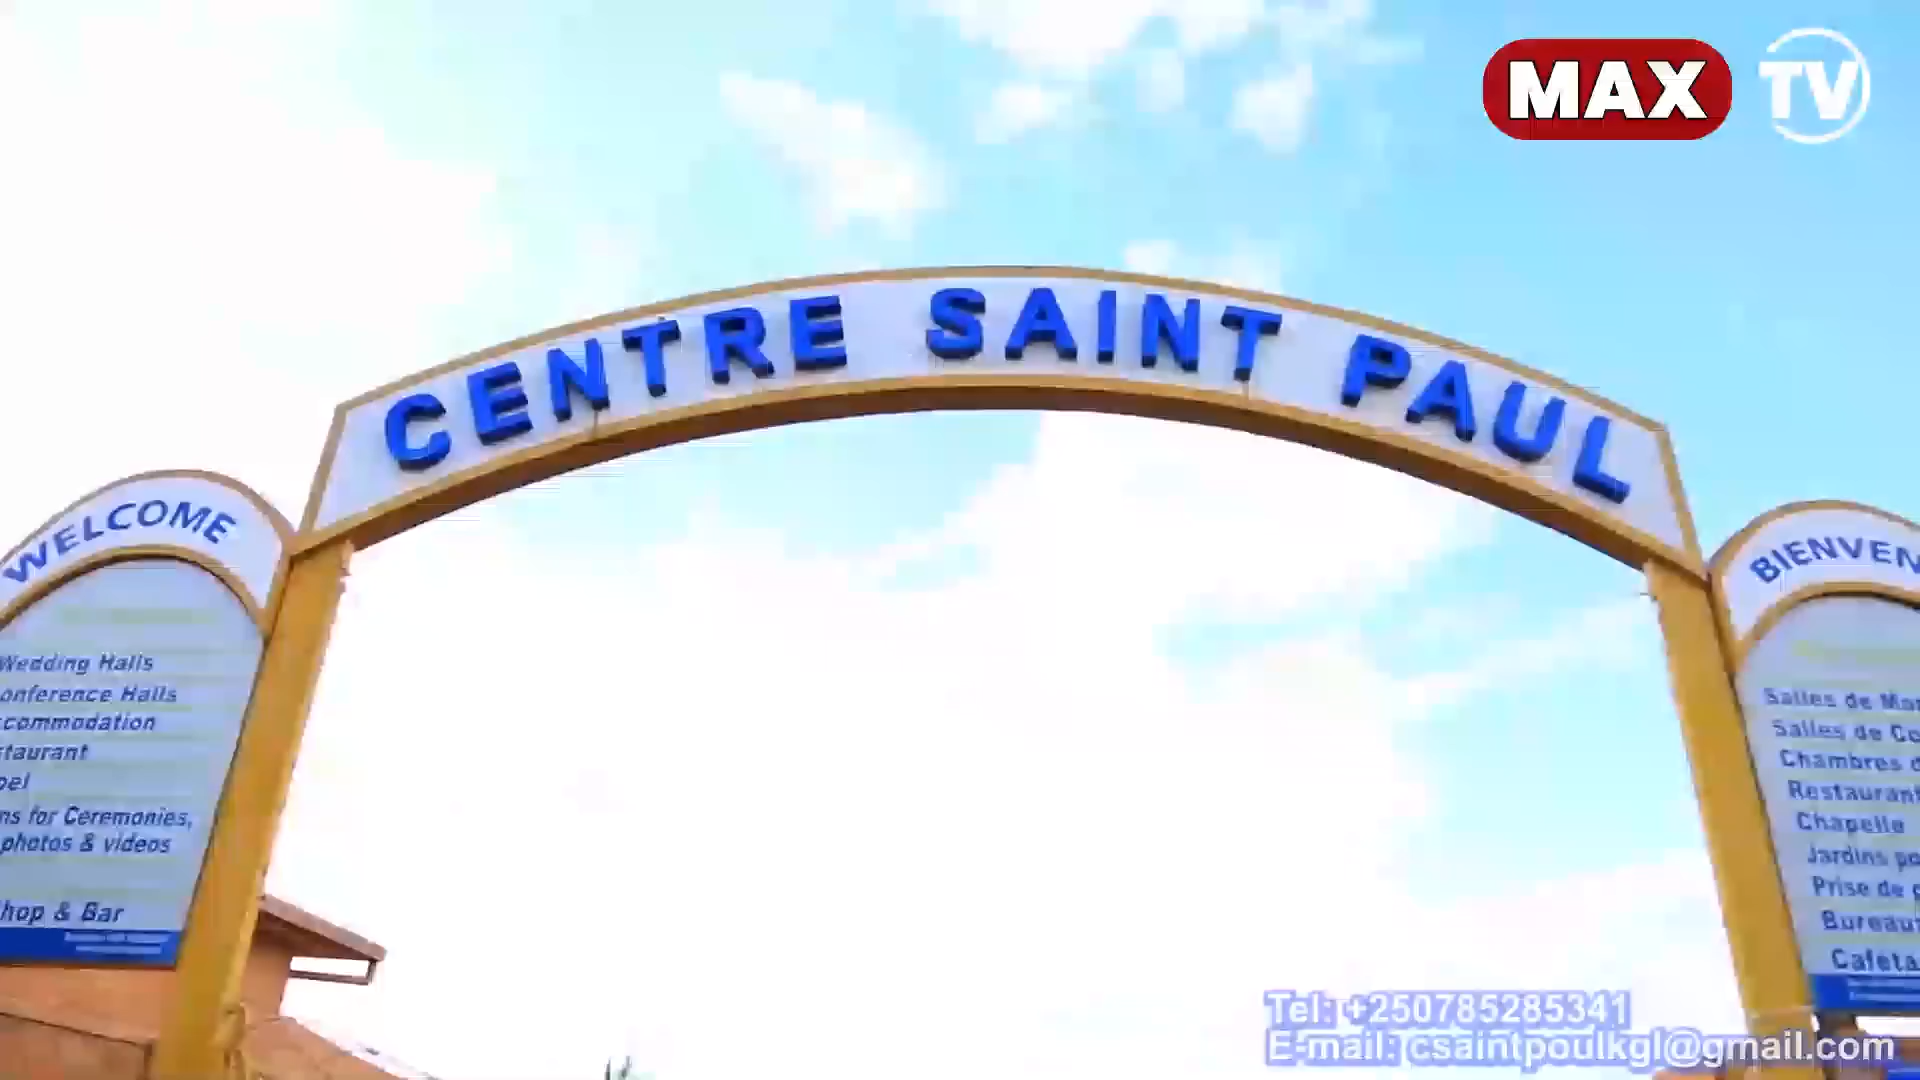 MAX TV
CENTRE SAINT PAUL
WELCOME
Wedding Halls
onference Halls
ccommodation
staurant
pel
ns for Ceremonies,
photos & videos
hop & Bar
BIENVEN
Salles de Mar
Salles de Co
Chambres d
Restaurant
Chapelle
Jardins po
Prise de p
Bureau
Cafeta
Tel: +250785285341
E-mail: csaintpoulkgl@gmail.com